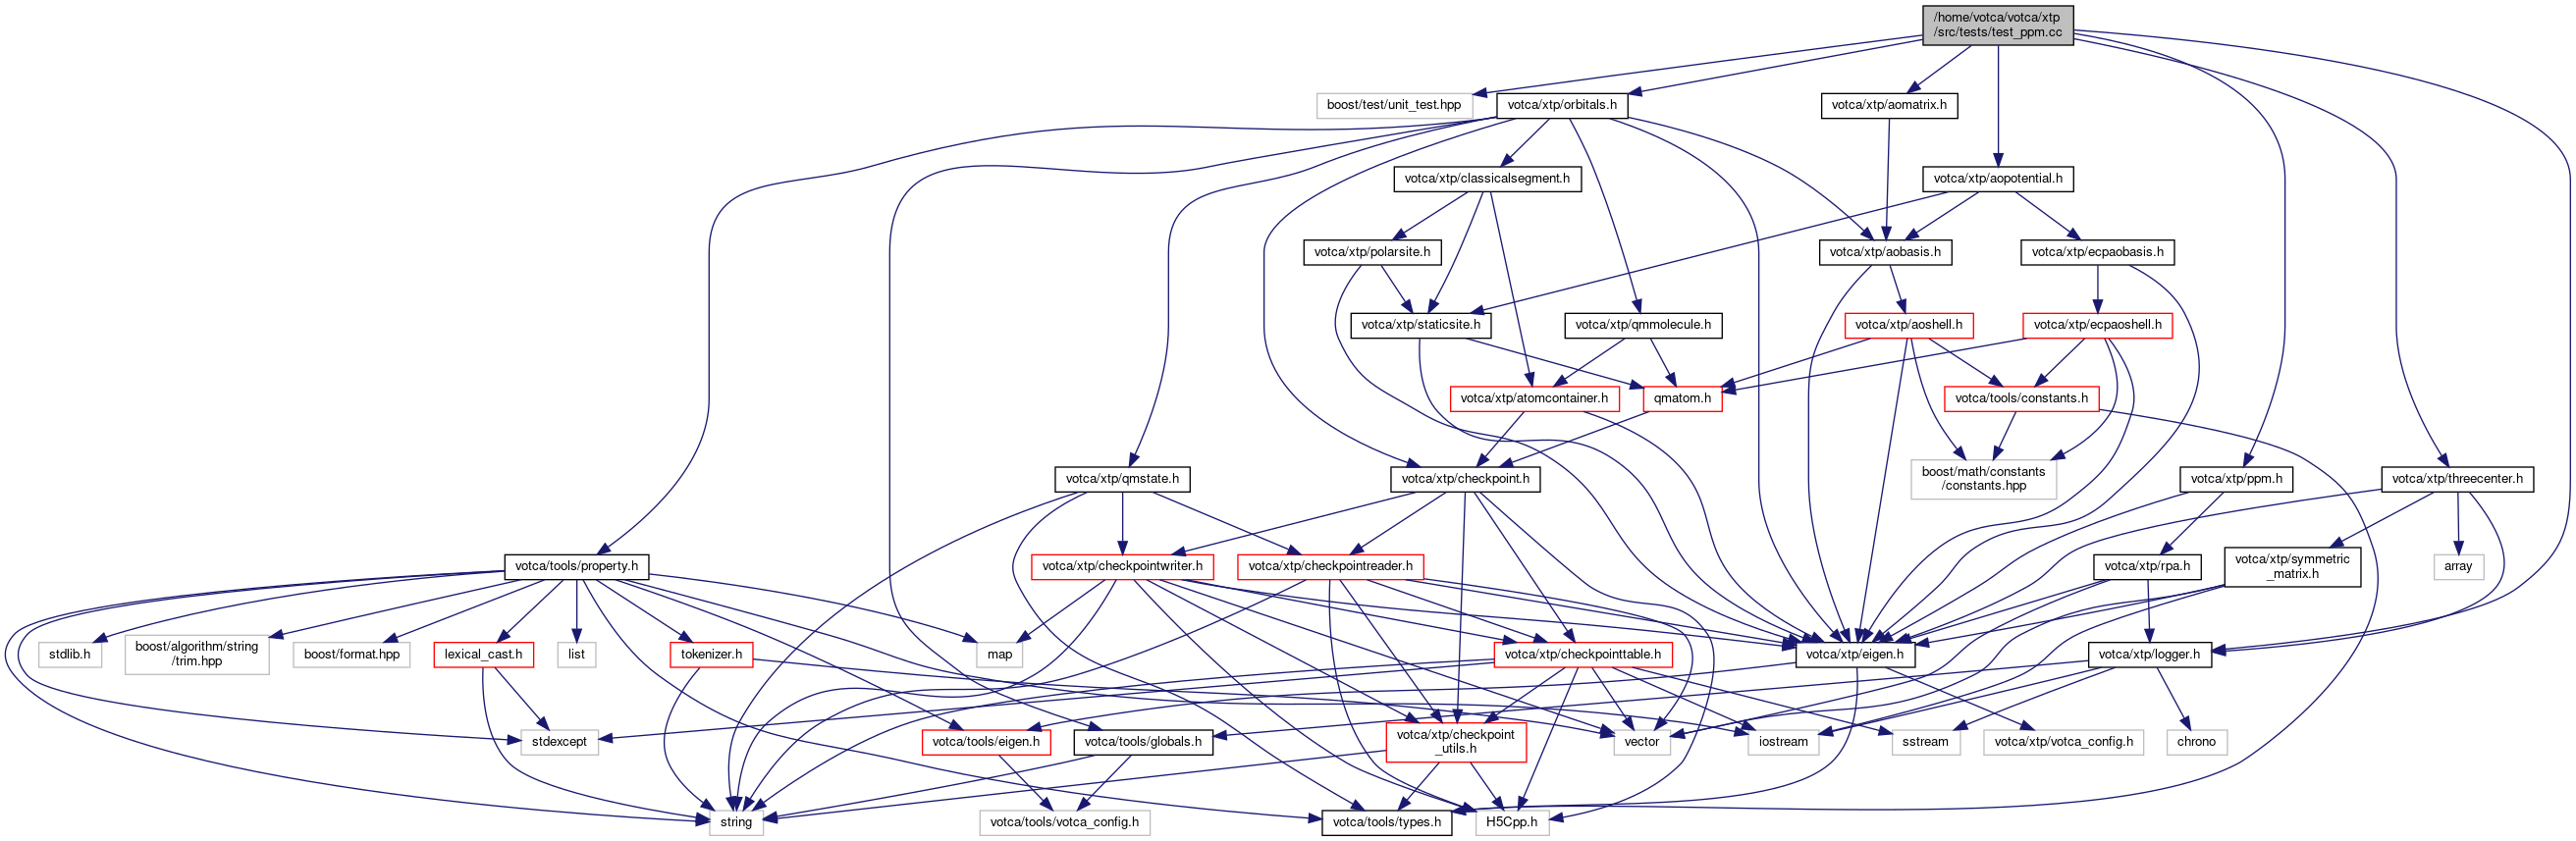 /home/votca/votca/xtp
/src/tests/test_ppm.cc
boost/test/unit_test.hpp
votca/xtp/orbitals.h
votca/xtp/aomatrix.h
votca/xtp/classicalsegment.h
votca/xtp/aopotential.h
votca/xtp/polarsite.h
votca/xtp/aobasis.h
votca/xtp/ecpaobasis.h
votca/xtp/staticsite.h
votca/xtp/qmmolecule.h
votca/xtp/aoshell.h
votca/xtp/ecpaoshell.h
votca/xtp/atomcontainer.h
qmatom.h
votca/tools/constants.h
votca/xtp/qmstate.h
votca/xtp/checkpoint.h
boost/math/constants
/constants.hpp
votca/xtp/ppm.h
votca/xtp/threecenter.h
votca/tools/property.h
votca/xtp/checkpointwriter.h
votca/xtp/checkpointreader.h
votca/xtp/rpa.h
votca/xtp/symmetric
_matrix.h
array
stdlib.h
boost/algorithm/string
/trim.hpp
boost/format.hpp
lexical_cast.h
list
tokenizer.h
map
votca/xtp/checkpointtable.h
votca/xtp/eigen.h
votca/xtp/logger.h
stdexcept
votca/tools/eigen.h
votca/tools/globals.h
votca/xtp/checkpoint
_utils.h
vector
iostream
sstream
votca/xtp/votca_config.h
chrono
string
votca/tools/votca_config.h
votca/tools/types.h
H5Cpp.h